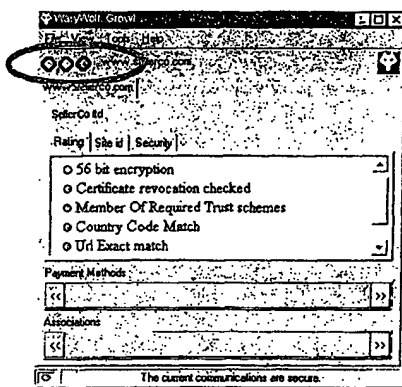 WaryWolf: Growl
File View Tools Help
www.sellerco.com
www.sellerco.com
SellerCo ltd
Rating Site id Security
56 bit encryption
Certificate revocation checked
Member Of Required Trust schemes
Country Code Match
Url Exact match
Payment Methods
<< >>
Associations
<< >>
The current communications are secure.